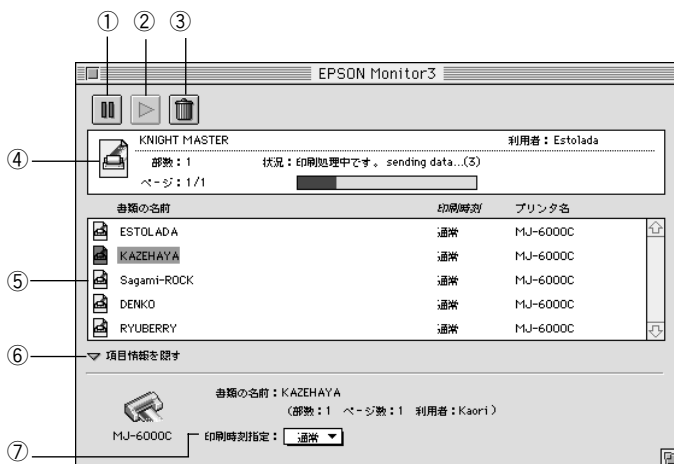 ① ② ③
EPSON Monitor3
④
KNIGHT MASTER 利用者：Estolada
部数：1 状況：印刷処理中です。 sending data...(3)
ページ：1/1
書類の名前 印刷時刻 プリンタ名
ESTOLADA 通常 MJ-6000C
KAZEHAYA 通常 MJ-6000C
⑤ Sagami-ROCK 通常 MJ-6000C
DENKO 通常 MJ-6000C
RYUBERRY 通常 MJ-6000C
⑥ 項目情報を隠す
書類の名前：KAZEHAYA
（部数：1 ページ数：1 利用者：Kaori）
⑦ MJ-6000C 印刷時刻指定： 通常